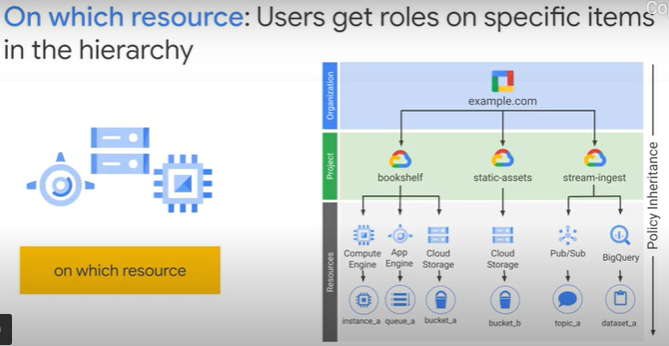 On which resource: Users get roles on specific items
in the hierarchy
Co
on which resource
Organization
example.com
Project
bookshelf
static-assets
stream-ingest
Resources
Compute
Engine
App
Engine
Cloud
Storage
Cloud
Storage
Pub/Sub
BigQuery
instance_a
queue_a
bucket_a
bucket_b
topic_a
dataset_a
Policy Inheritance